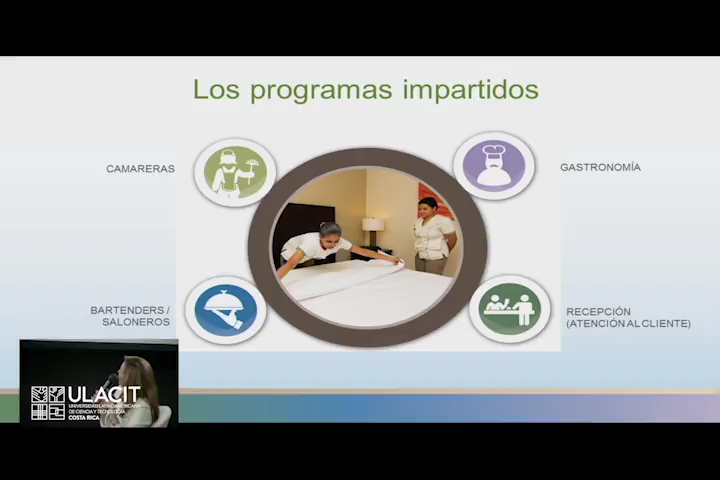 Los programas impartidos
CAMARERAS
GASTRONOMÍA
BARTENDERS /
SALONEROS
RECEPCIÓN
(ATENCIÓN AL CLIENTE)
ULACIT
UNIVERSIDAD LATINOAMERICANA
DE CIENCIA Y TECNOLOGÍA
COSTA RICA